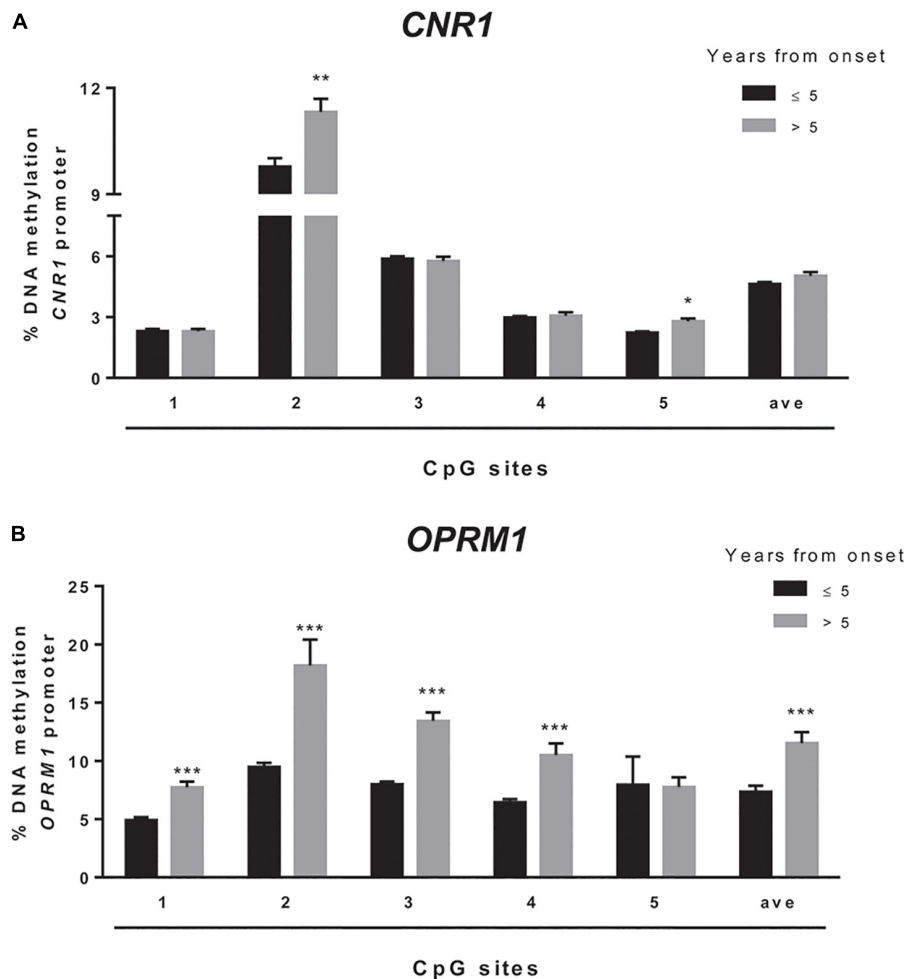 A
CNR1
Years from onset
≤ 5
> 5
% DNA methylation
CNR1 promoter
12
9
6
3
0
**
*
1 2 3 4 5 ave
CpG sites
B
OPRM1
Years from onset
≤ 5
> 5
% DNA methylation
OPRM1 promoter
25
20
15
10
5
0
***
***
***
***
***
1 2 3 4 5 ave
CpG sites